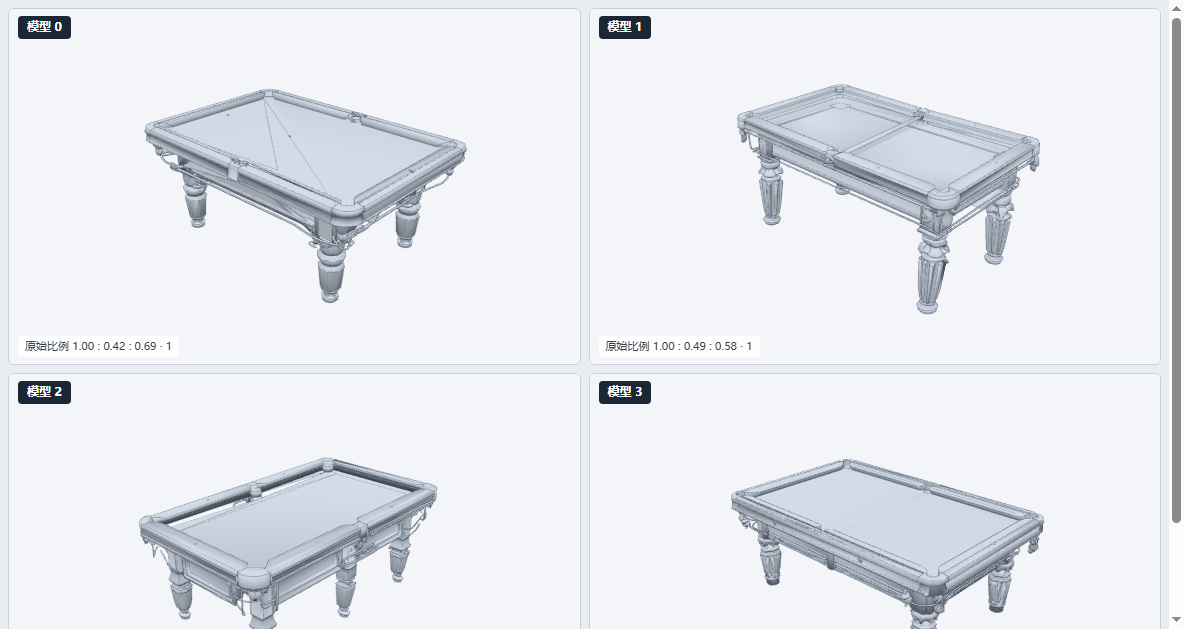 模型 0
模型 1
原始比例 1.00 : 0.42 : 0.69 · 1
原始比例 1.00 : 0.49 : 0.58 · 1
模型 2
模型 3